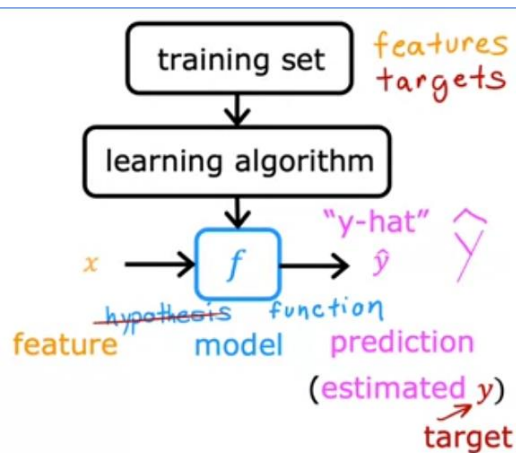 training set
features
targets
learning algorithm
"y-hat"
x
f
ŷ
ŷ
hypothesis
function
feature
model
prediction
(estimated y)
target